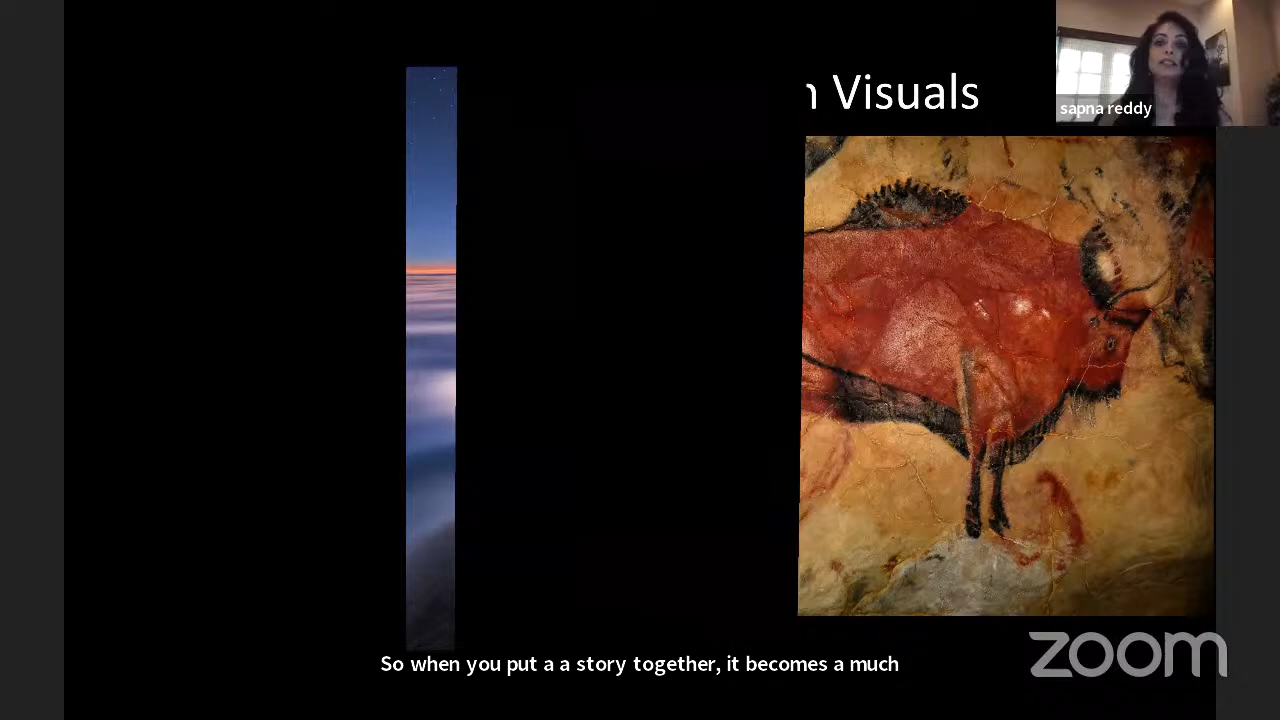 n Visuals
sapna reddy
So when you put a a story together, it becomes a much
zoom